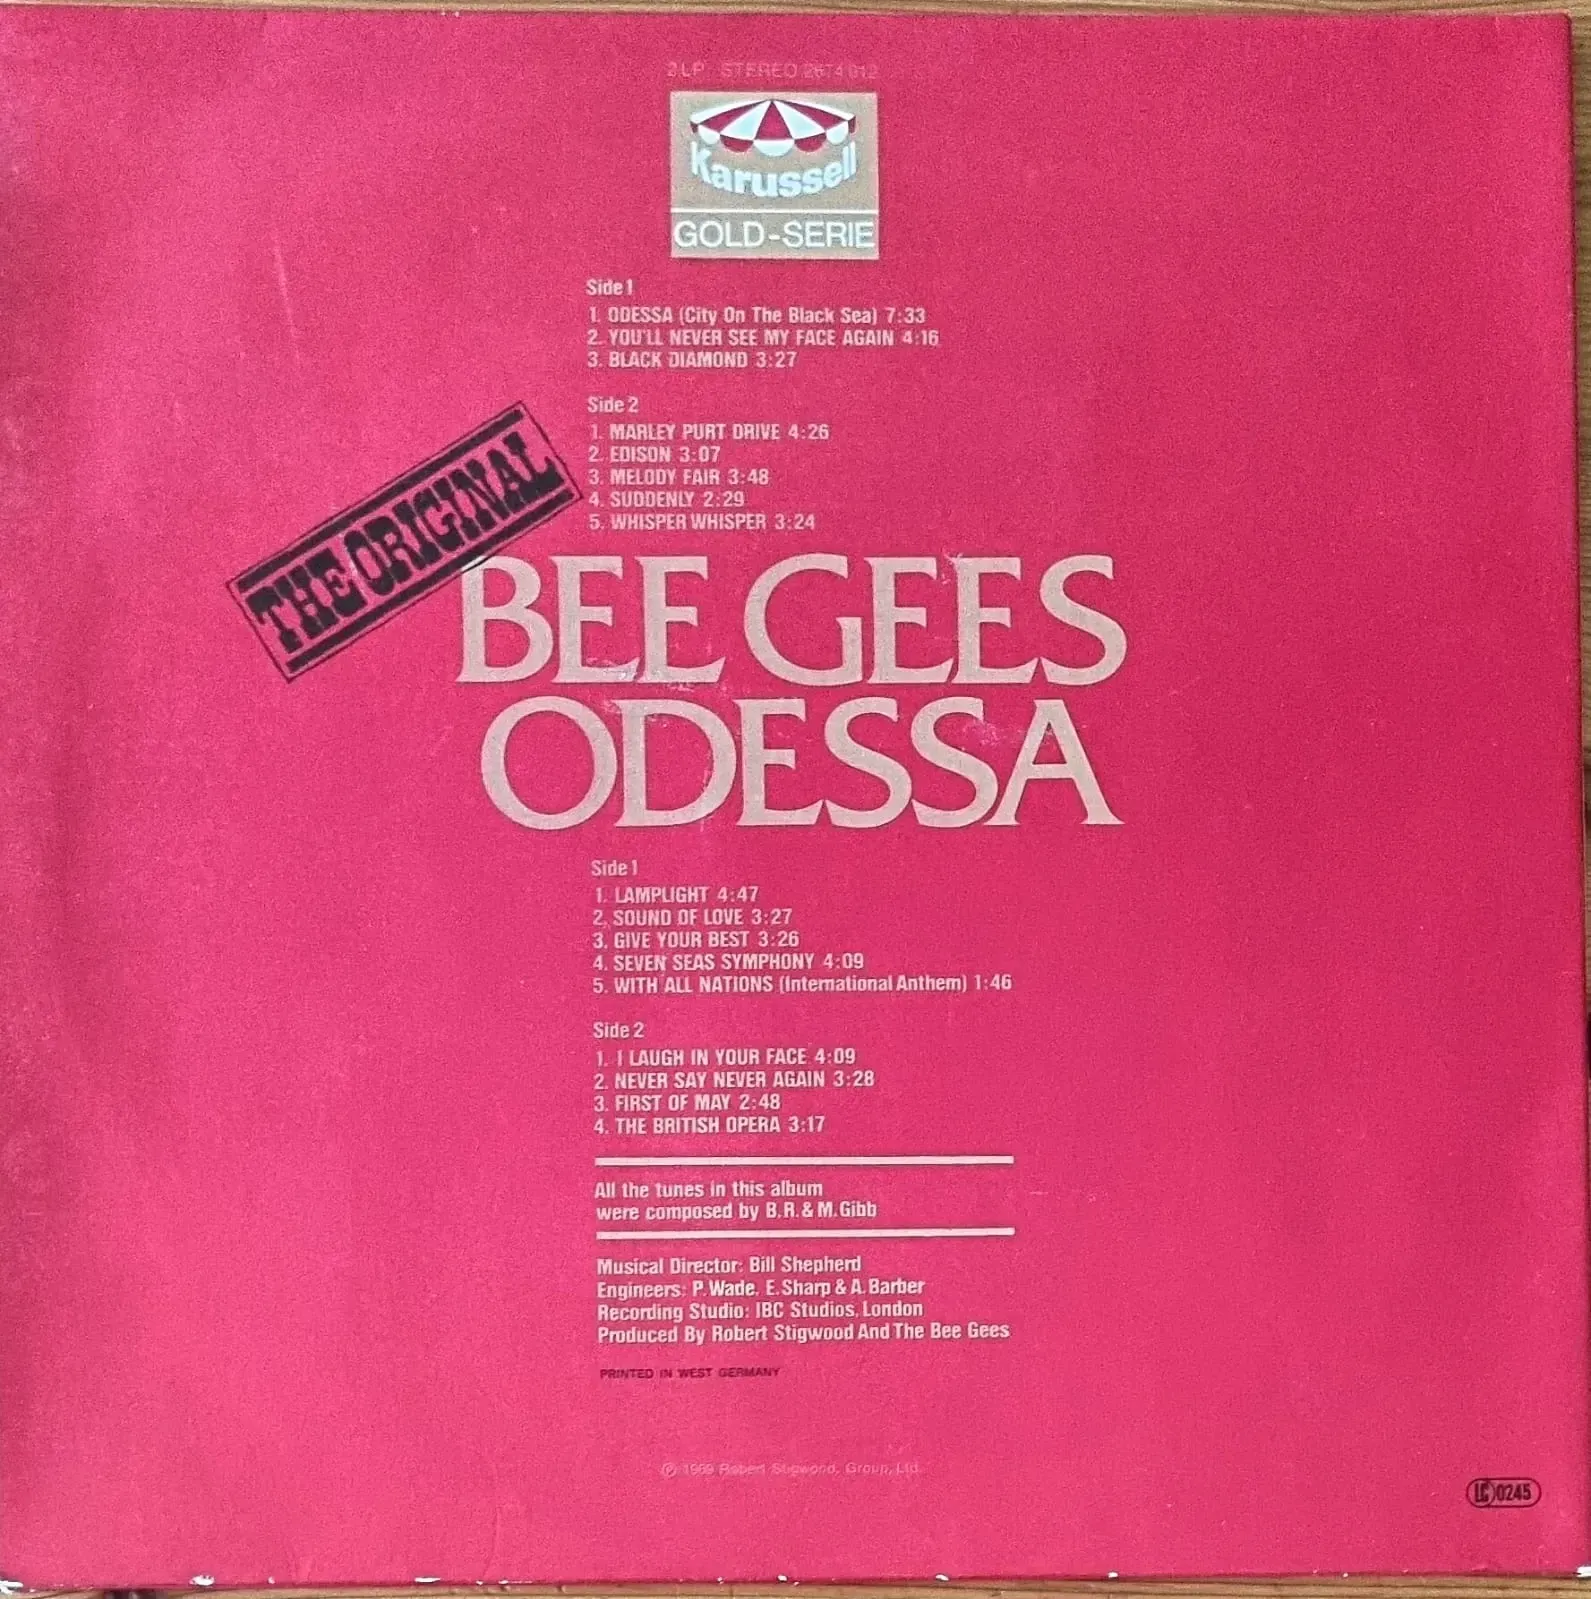 2 LP STEREO 2674 012
Karussell
GOLD-SERIE
Side 1
1. ODESSA (City On The Black Sea) 7:33
2. YOU'LL NEVER SEE MY FACE AGAIN 4:16
3. BLACK DIAMOND 3:27
Side 2
1. MARLEY PURT DRIVE 4:26
2. EDISON 3:07
3. MELODY FAIR 3:48
4. SUDDENLY 2:29
5. WHISPER WHISPER 3:24
THE ORIGINAL
BEE GEES
ODESSA
Side 1
1. LAMPLIGHT 4:47
2. SOUND OF LOVE 3:27
3. GIVE YOUR BEST 3:26
4. SEVEN SEAS SYMPHONY 4:09
5. WITH ALL NATIONS (International Anthem) 1:46
Side 2
1. I LAUGH IN YOUR FACE 4:09
2. NEVER SAY NEVER AGAIN 3:28
3. FIRST OF MAY 2:48
4. THE BRITISH OPERA 3:17
All the tunes in this album
were composed by B.R. & M. Gibb
Musical Director: Bill Shepherd
Engineers: P. Wade, E. Sharp & A. Barber
Recording Studio: IBC Studios, London
Produced By Robert Stigwood And The Bee Gees
PRINTED IN WEST GERMANY
℗ 1969 Robert Stigwood, Group, Ltd.
LC 0245